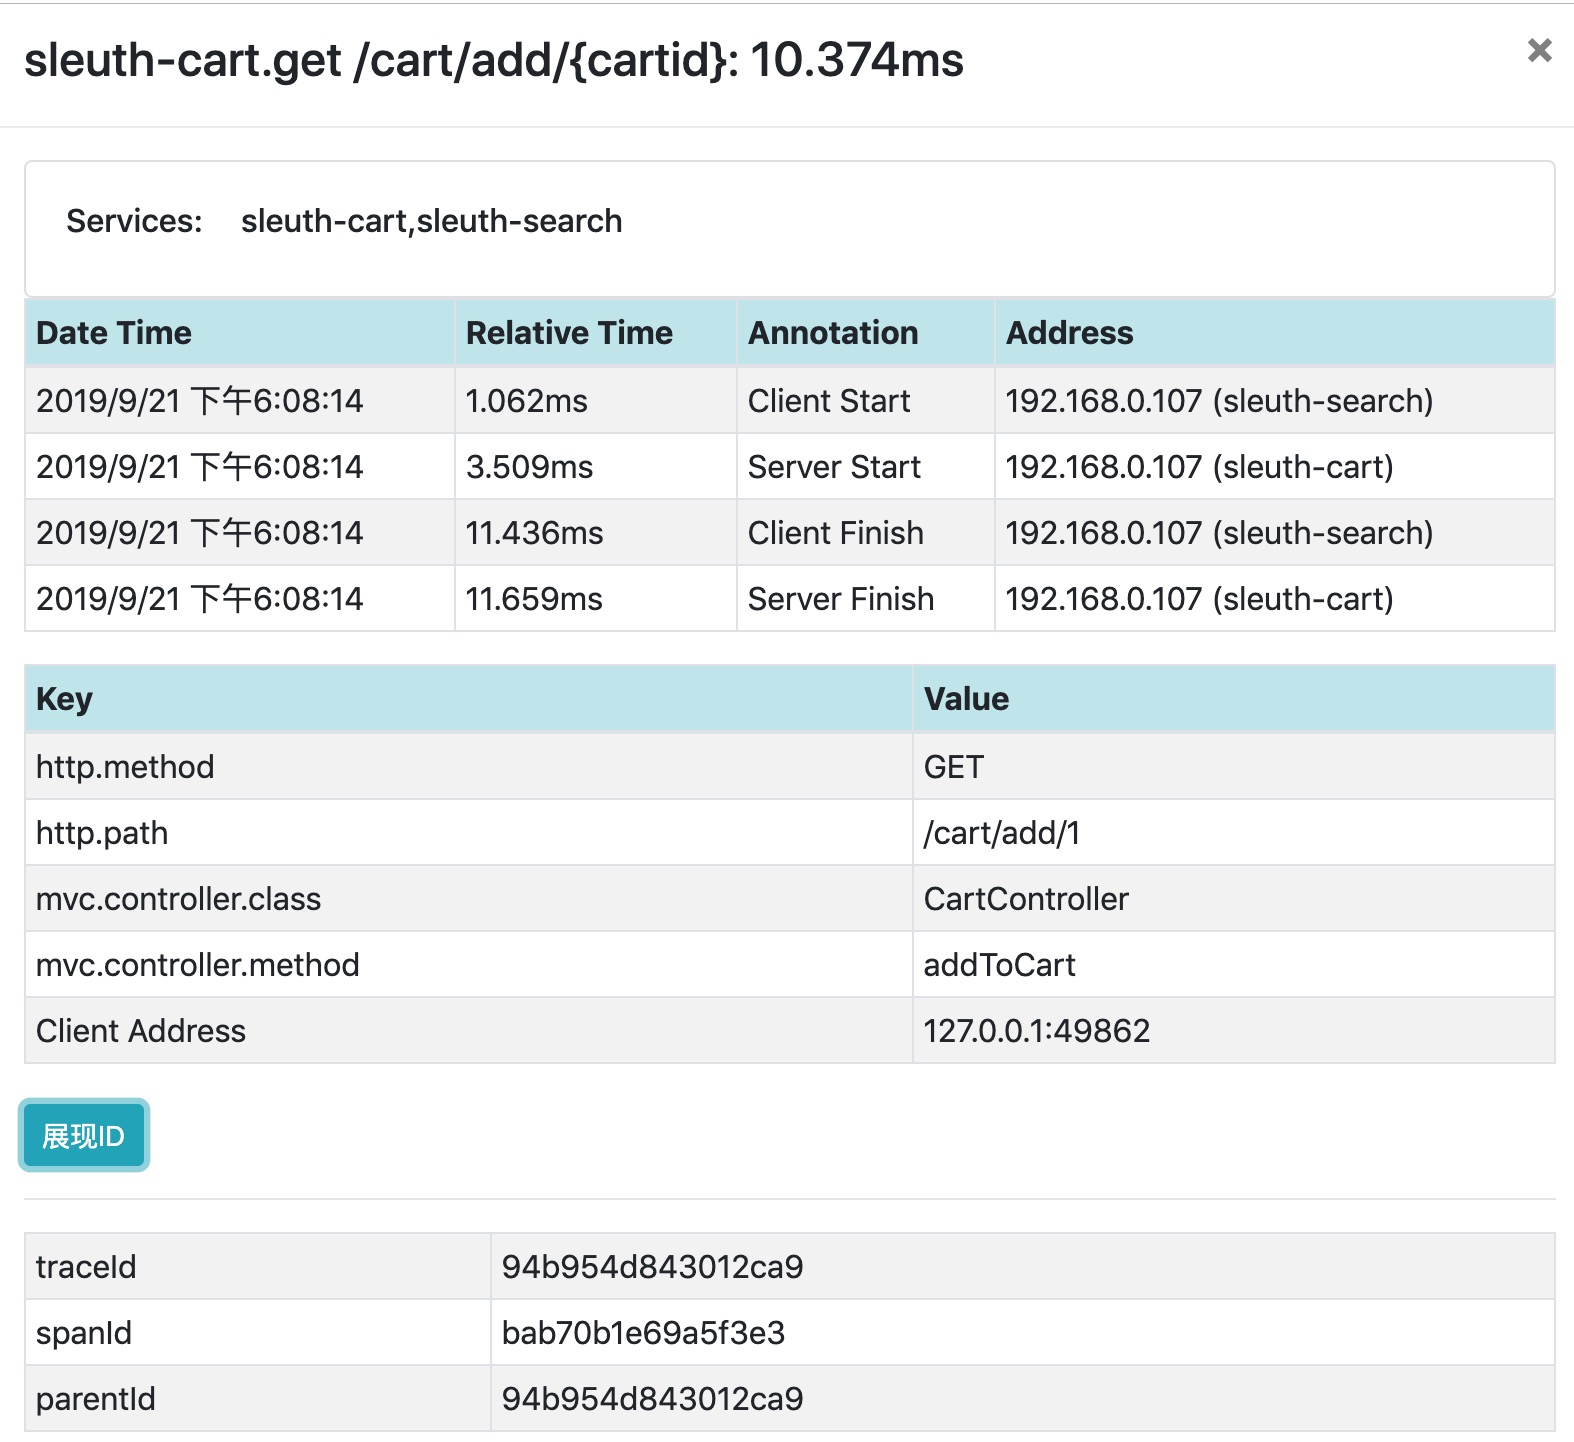 sleuth-cart.get /cart/add/{cartid}: 10.374ms
×
Services: sleuth-cart,sleuth-search
Date Time Relative Time Annotation Address
2019/9/21 下午6:08:14 1.062ms Client Start 192.168.0.107 (sleuth-search)
2019/9/21 下午6:08:14 3.509ms Server Start 192.168.0.107 (sleuth-cart)
2019/9/21 下午6:08:14 11.436ms Client Finish 192.168.0.107 (sleuth-search)
2019/9/21 下午6:08:14 11.659ms Server Finish 192.168.0.107 (sleuth-cart)
Key Value
http.method GET
http.path /cart/add/1
mvc.controller.class CartController
mvc.controller.method addToCart
Client Address 127.0.0.1:49862
展现ID
traceId 94b954d843012ca9
spanId bab70b1e69a5f3e3
parentId 94b954d843012ca9